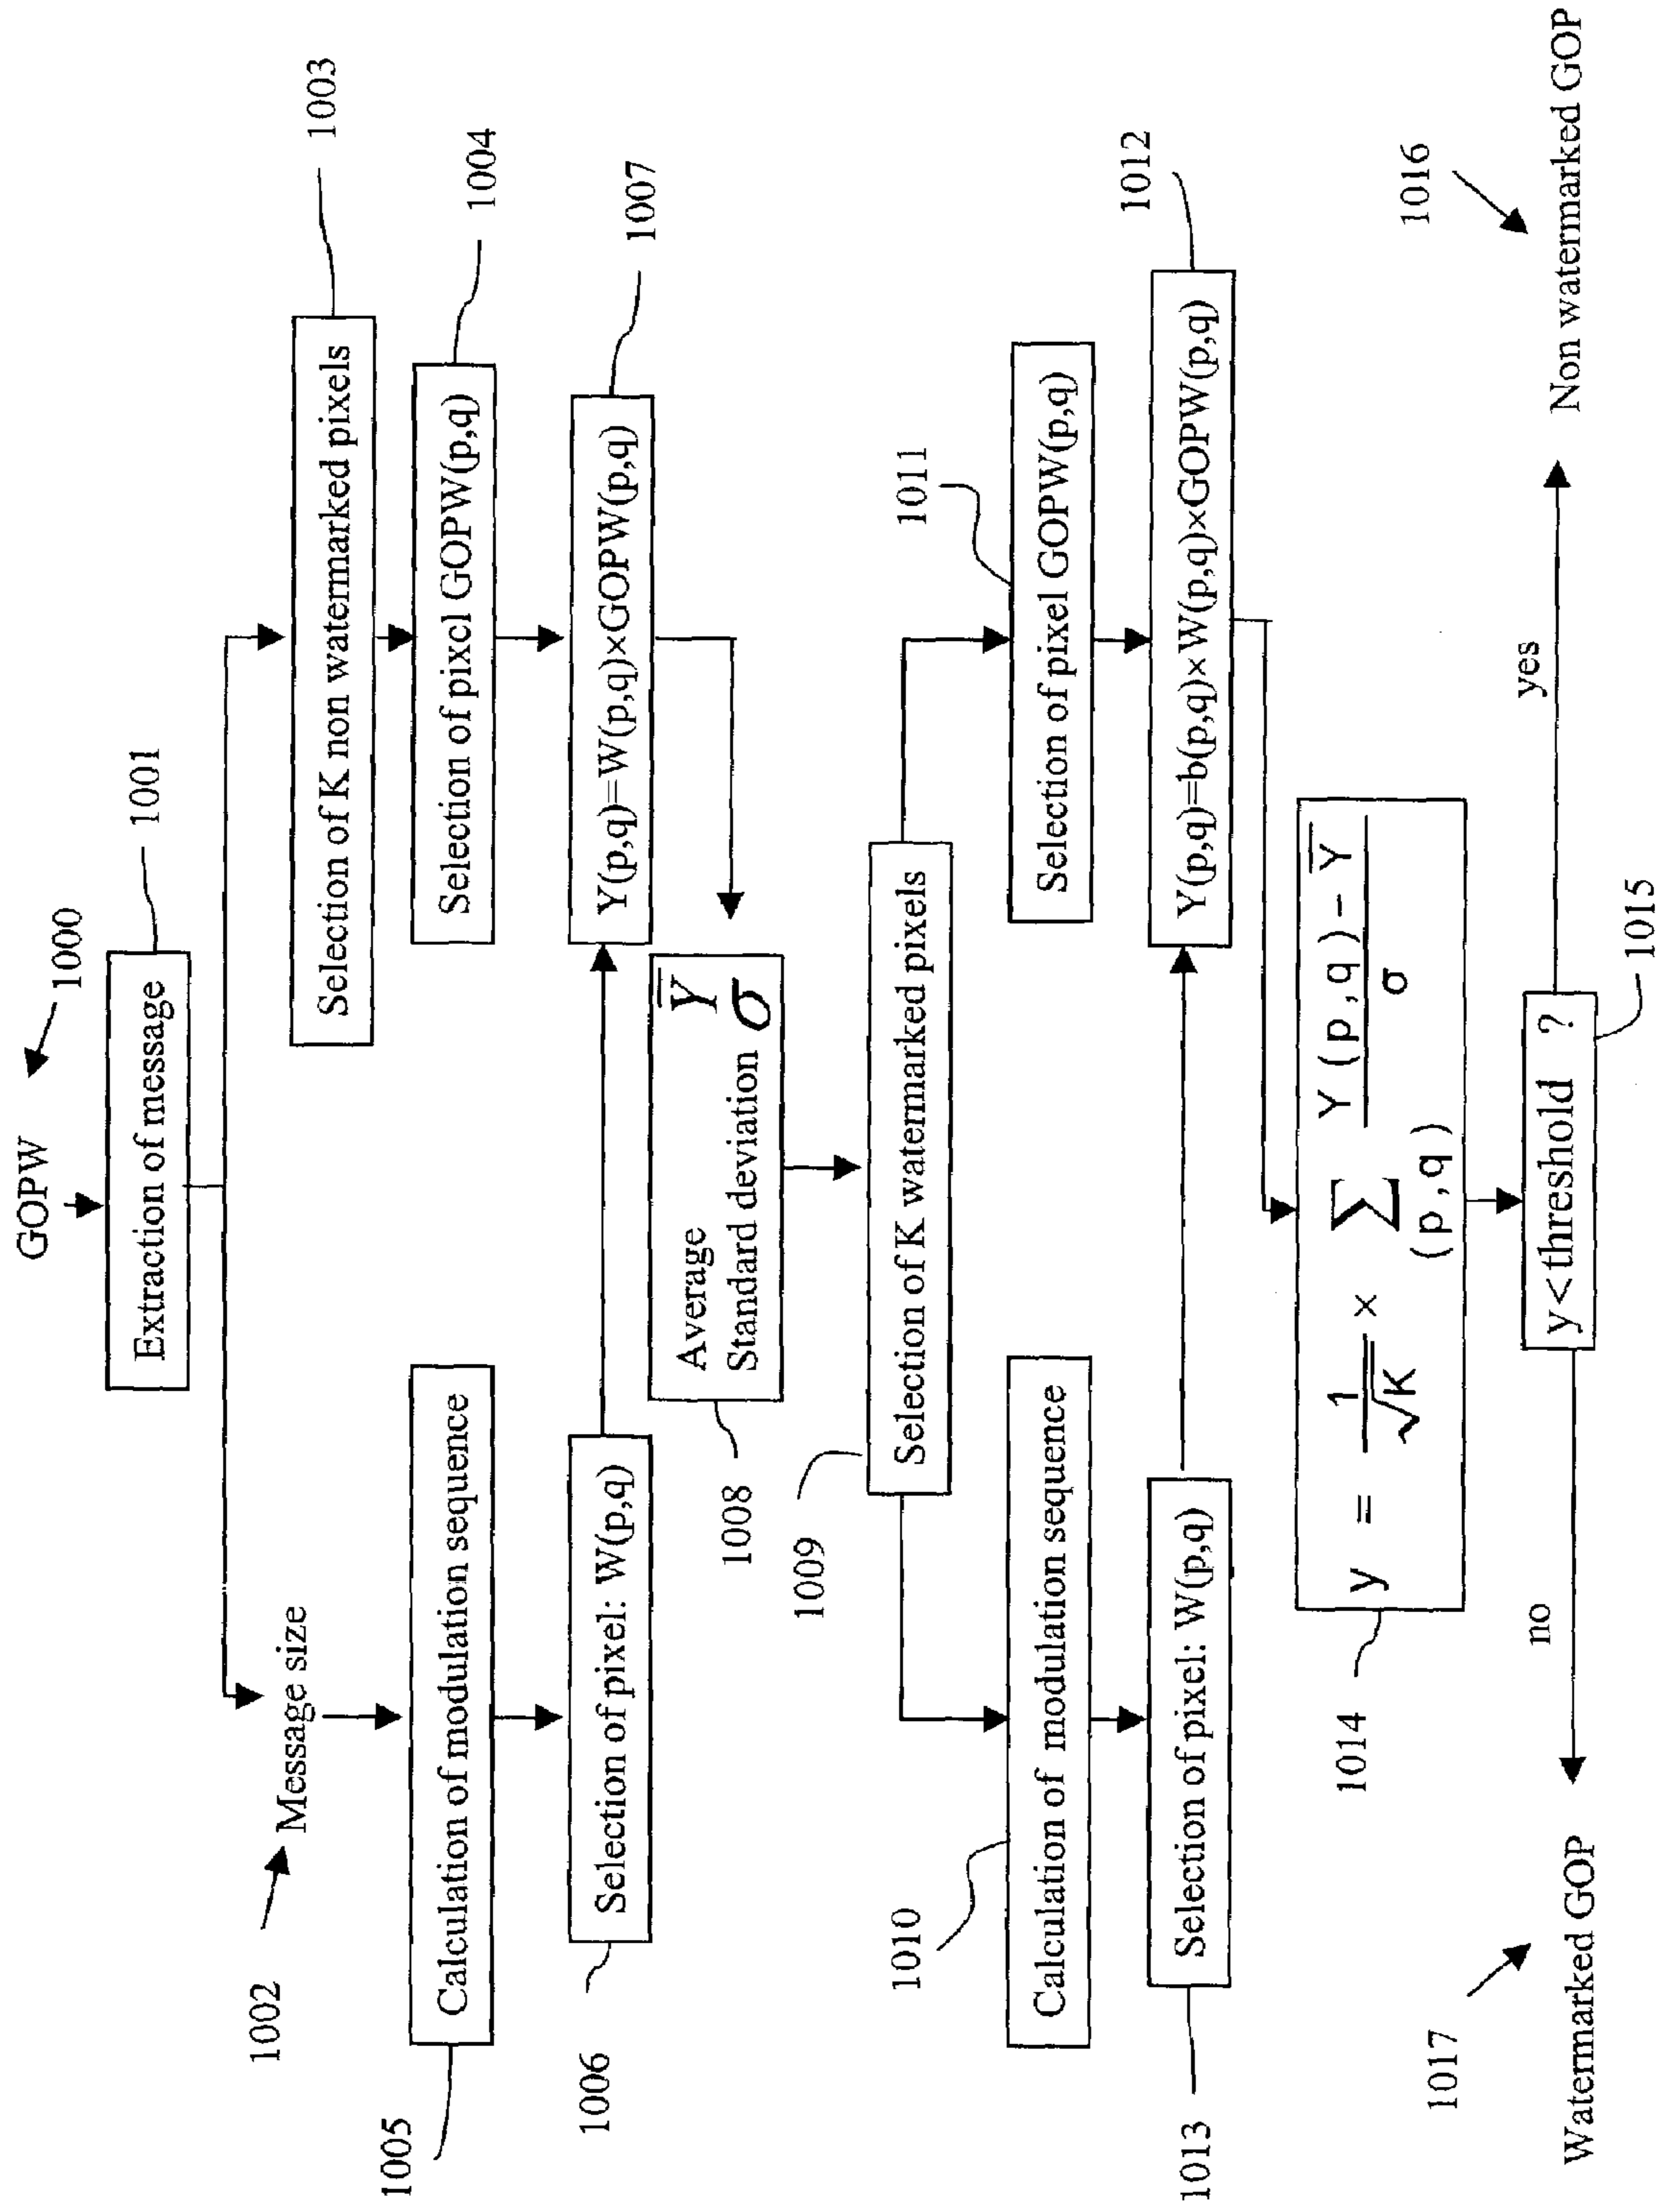 GOPW
1000
Extraction of message
1001
1002
Message size
Selection of K non watermarked pixels
1003
1005
Calculation of modulation sequence
Selection of pixel GOPW(p,q)
1004
1006
Selection of pixel: W(p,q)
Y(p,q)=W(p,q)×GOPW(p,q)
1007
1008
Average Y̅
Standard deviation σ
1009
Selection of K watermarked pixels
1010
Calculation of modulation sequence
1011
Selection of pixel GOPW(p,q)
1013
Selection of pixel: W(p,q)
Y(p,q)=b(p,q)×W(p,q)×GOPW(p,q)
1012
1014
y = 1/√K × ∑ (p,q) Y(p,q) – Y̅ / σ
y<threshold ?
1015
no
yes
1017
Watermarked GOP
1016
Non watermarked GOP